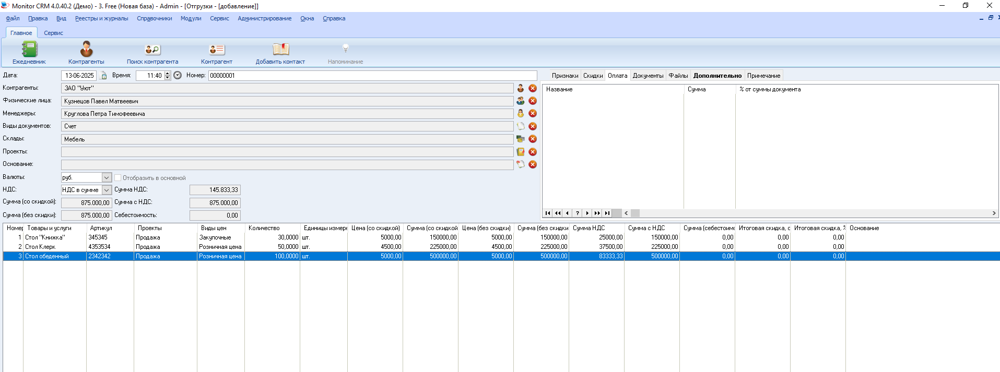 Monitor CRM 4.0.40.2 (Демо) - 3. Free (Новая база) - Admin - [Отгрузки - [добавление]]
Файл Правка Вид Реестры и журналы Справочники Модули Сервис Администрирование Окна Справка
Главное Сервис
Ежедневник Контрагенты Поиск контрагента Контрагент Добавить контакт Напоминание
Дата: 13-06-2025 Время: 11:40 Номер: 00000001
Контрагенты: ЗАО "Уют"
Физические лица: Кузнецов Павел Матвеевич
Менеджеры: Круглова Петра Тимофеевича
Виды документов: Счет
Склады: Мебель
Проекты:
Основание:
Валюты: руб. Отобразить в основной
НДС: НДС в сумме Сумма НДС: 145.833,33
Сумма (со скидкой): 875.000,00 Сумма с НДС: 875.000,00
Сумма (без скидки): 875.000,00 Себестоимость: 0,00
Признаки Скидки Оплата Документы Файлы Дополнительно Примечание
Название Сумма % от суммы документа
Номер Товары и услуги Артикул Проекты Виды цен Количество Единицы измере Цена (со скидкой) Сумма (со скидкой Цена (без скидки) Сумма (без скидки Сумма НДС Сумма с НДС Сумма (себестоим Итоговая скидка, с Итоговая скидка, % Основание
1 Стол "Книжка" 345345 Продажа Закупочные 30,0000 шт. 5000,00 150000,00 5000,00 150000,00 25000,00 150000,00 0,00 0,00 0,00
2 Стол Клерк 4353534 Продажа Розничная цена 50,0000 шт. 4500,00 225000,00 4500,00 225000,00 37500,00 225000,00 0,00 0,00 0,00
3 Стол обеденный 2342342 Продажа Розничная цена 100,0000 шт. 5000,00 500000,00 5000,00 500000,00 83333,33 500000,00 0,00 0,00 0,00